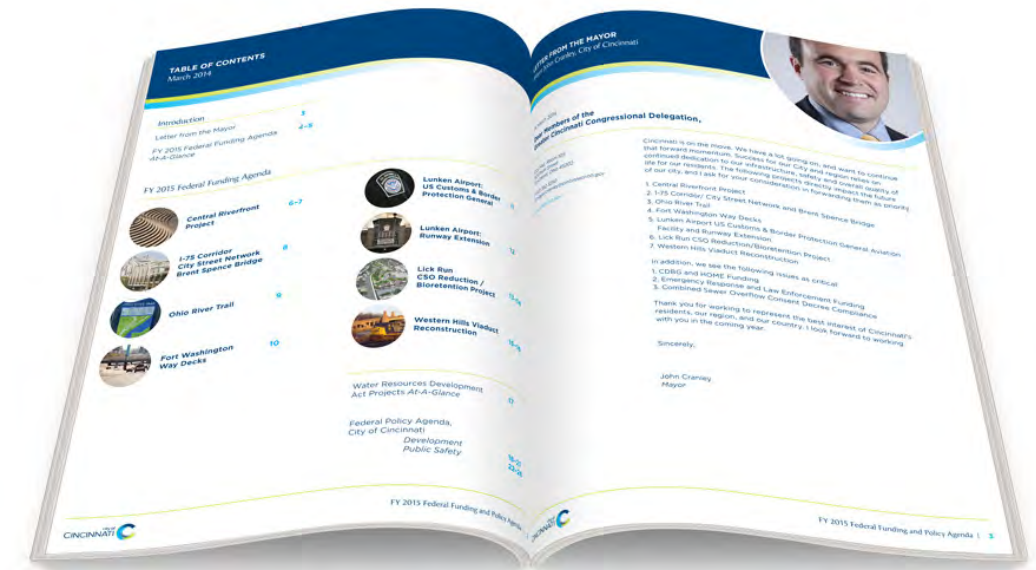 TABLE OF CONTENTS
March 2014
Introduction
Letter from the Mayor 3
FY 2015 Federal Funding Agenda 4-5
At-A-Glance
FY 2015 Federal Funding Agenda
Central Riverfront 6-7
Project
I-75 Corridor 8
City Street Network
Brent Spence Bridge
Ohio River Trail 9
Fort Washington 10
Way Decks
Lunken Airport:
US Customs & Border
Protection General
Lunken Airport:
Runway Extension
Lick Run
CSO Reduction /
Bioretention Project
Western Hills Viaduct
Reconstruction
Water Resources Development
Act Projects At-A-Glance
Federal Policy Agenda,
City of Cincinnati
Development
Public Safety
FY 2015 Federal Funding and Policy Agenda |
city of
CINCINNATI
LETTER FROM THE MAYOR
John Cranley, City of Cincinnati
Dear Members of the
Greater Cincinnati Congressional Delegation,
Cincinnati is on the move. We have a lot going on, and want to continue
that forward momentum. Success for our City and region relies on
continued dedication to our infrastructure, safety and overall quality of
life for our residents. The following projects directly impact the future
of our city, and I ask for your consideration in forwarding them as priority.
1. Central Riverfront Project
2. I-75 Corridor/ City Street Network and Brent Spence Bridge
3. Ohio River Trail
4. Fort Washington Way Decks
5. Lunken Airport US Customs & Border Protection General Aviation
Facility and Runway Extension
6. Lick Run CSO Reduction/Bioretention Project
7. Western Hills Viaduct Reconstruction
In addition, we see the following issues as critical
1. CDBG and HOME Funding
2. Emergency Response and Law Enforcement Funding
3. Combined Sewer Overflow Consent Decree Compliance
Thank you for working to represent the best interest of Cincinnati's
residents, our region, and our country. I look forward to working
with you in the coming year.
Sincerely,
John Cranley
Mayor
CINCINNATI
FY 2015 Federal Funding and Policy Agenda | 3